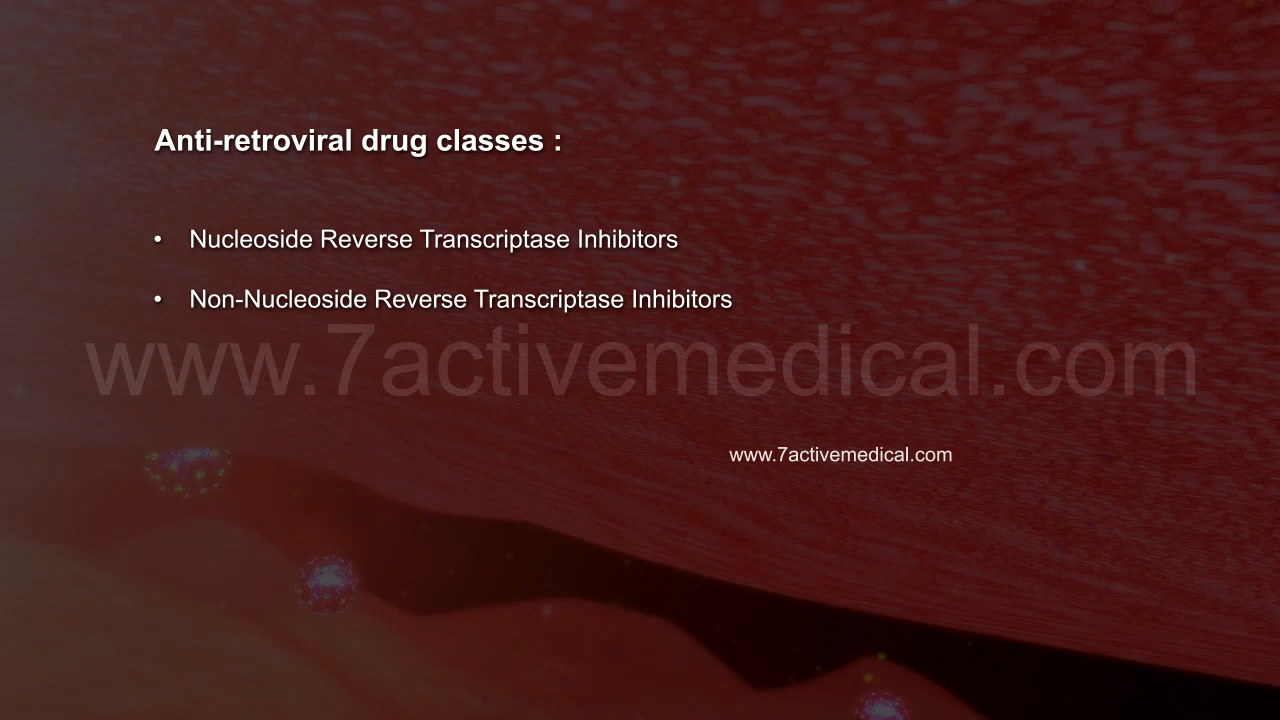 Anti-retroviral drug classes :
• Nucleoside Reverse Transcriptase Inhibitors
• Non-Nucleoside Reverse Transcriptase Inhibitors
www.7activemedical.com
www.7activemedical.com